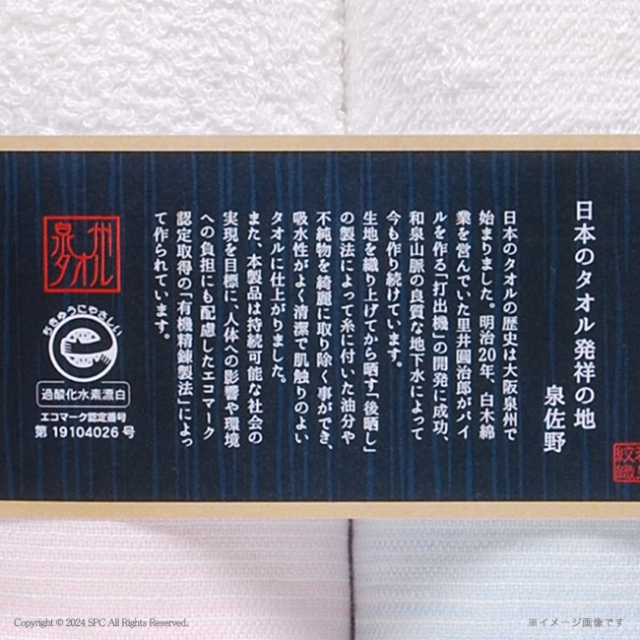 日本のタオル発祥の地
泉佐野
日本のタオルの歴史は大阪泉州で
始まりました。明治20年、白木綿
業を営んでいた里井圓治郎がパイ
ルを作る「打出機」の開発に成功、
和泉山脈の良質な地下水によって
今も作り続けています。
生地を織り上げてから晒す「後晒し」
の製法によって糸に付いた油分や
不純物を綺麗に取り除く事ができ、
吸水性がよく清潔で肌触りのよい
タオルに仕上がりました。
また、本製品は持続可能な社会の
実現を目標に、人体への影響や環境
への負担にも配慮したエコマーク
認定取得の「有機精錬製法」によっ
て作られています。
泉州タオル
ちきゅうにやさしい
過酸化水素漂白
エコマーク認定番号
第 19104026 号
Copyright © 2024 SPC All Rights Reserved.
※イメージ画像です